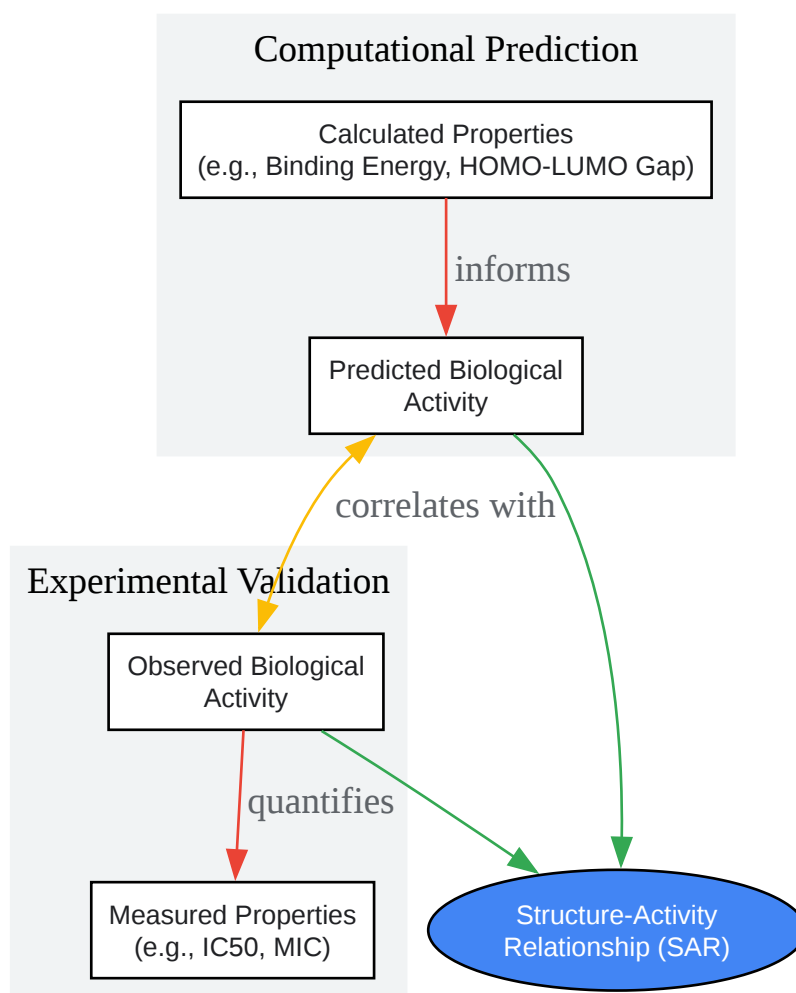 Computational Prediction
Calculated Properties
(e.g., Binding Energy, HOMO-LUMO Gap)
informs
Predicted Biological
Activity
correlates with
Experimental Validation
Observed Biological
Activity
quantifies
Measured Properties
(e.g., IC50, MIC)
Structure-Activity
Relationship (SAR)